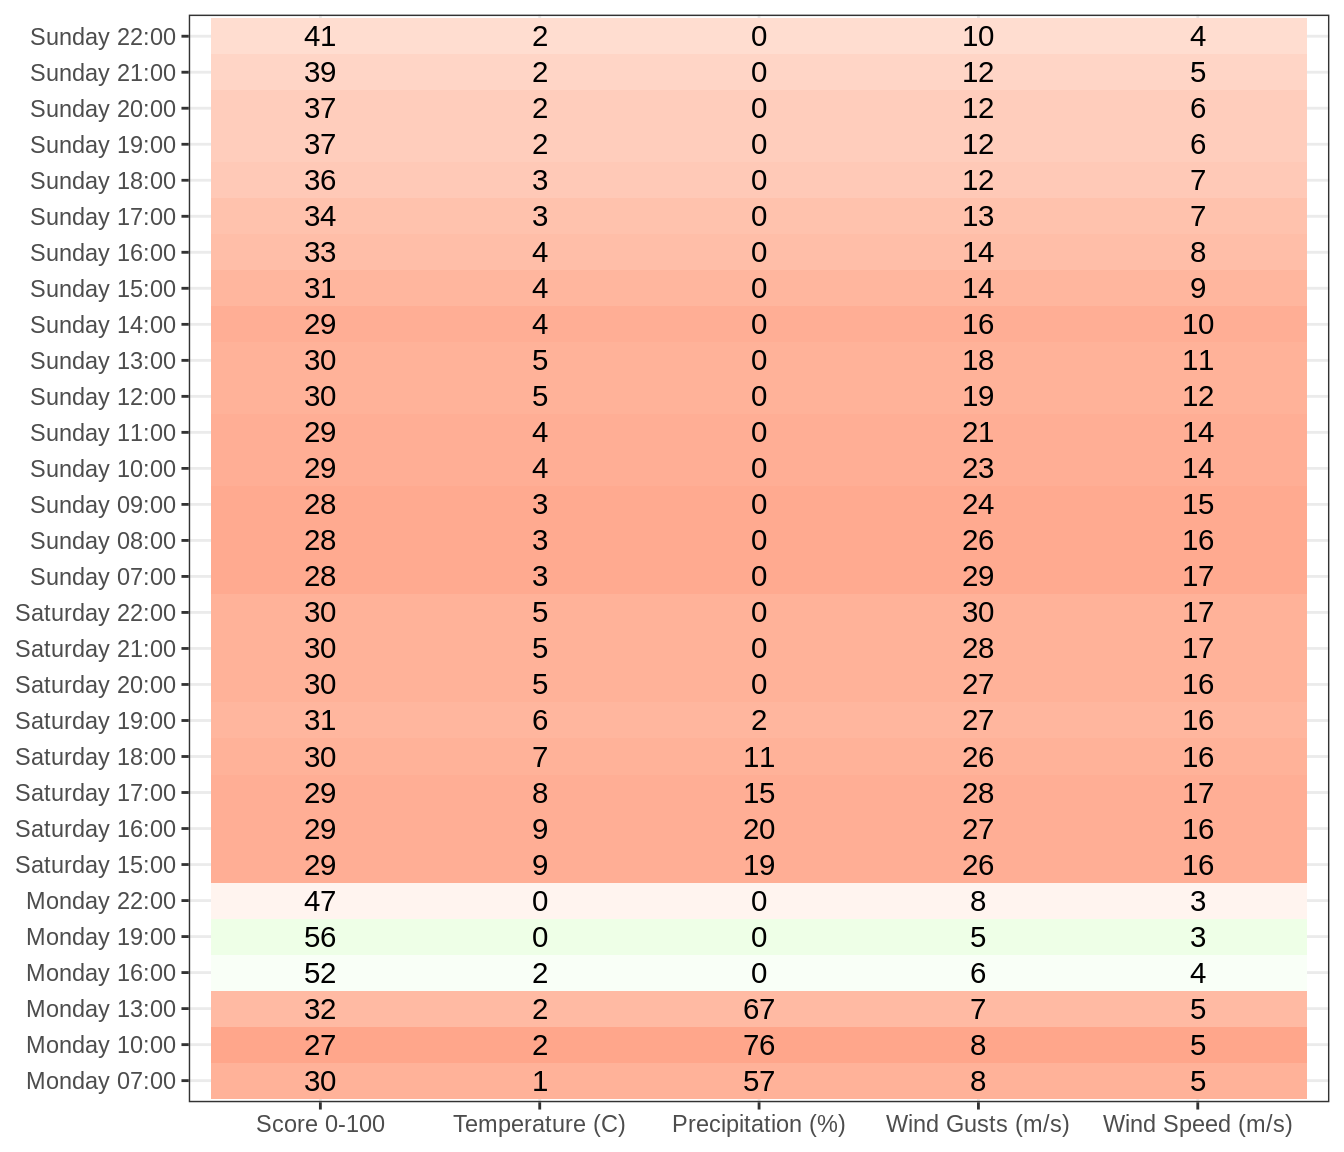 Sunday 22:00 41 2 0 10 4
Sunday 21:00 39 2 0 12 5
Sunday 20:00 37 2 0 12 6
Sunday 19:00 37 2 0 12 6
Sunday 18:00 36 3 0 12 7
Sunday 17:00 34 3 0 13 7
Sunday 16:00 33 4 0 14 8
Sunday 15:00 31 4 0 14 9
Sunday 14:00 29 4 0 16 10
Sunday 13:00 30 5 0 18 11
Sunday 12:00 30 5 0 19 12
Sunday 11:00 29 4 0 21 14
Sunday 10:00 29 4 0 23 14
Sunday 09:00 28 3 0 24 15
Sunday 08:00 28 3 0 26 16
Sunday 07:00 28 3 0 29 17
Saturday 22:00 30 5 0 30 17
Saturday 21:00 30 5 0 28 17
Saturday 20:00 30 5 0 27 16
Saturday 19:00 31 6 2 27 16
Saturday 18:00 30 7 11 26 16
Saturday 17:00 29 8 15 28 17
Saturday 16:00 29 9 20 27 16
Saturday 15:00 29 9 19 26 16
Monday 22:00 47 0 0 8 3
Monday 19:00 56 0 0 5 3
Monday 16:00 52 2 0 6 4
Monday 13:00 32 2 67 7 5
Monday 10:00 27 2 76 8 5
Monday 07:00 30 1 57 8 5
Score 0-100 Temperature (C) Precipitation (%) Wind Gusts (m/s) Wind Speed (m/s)